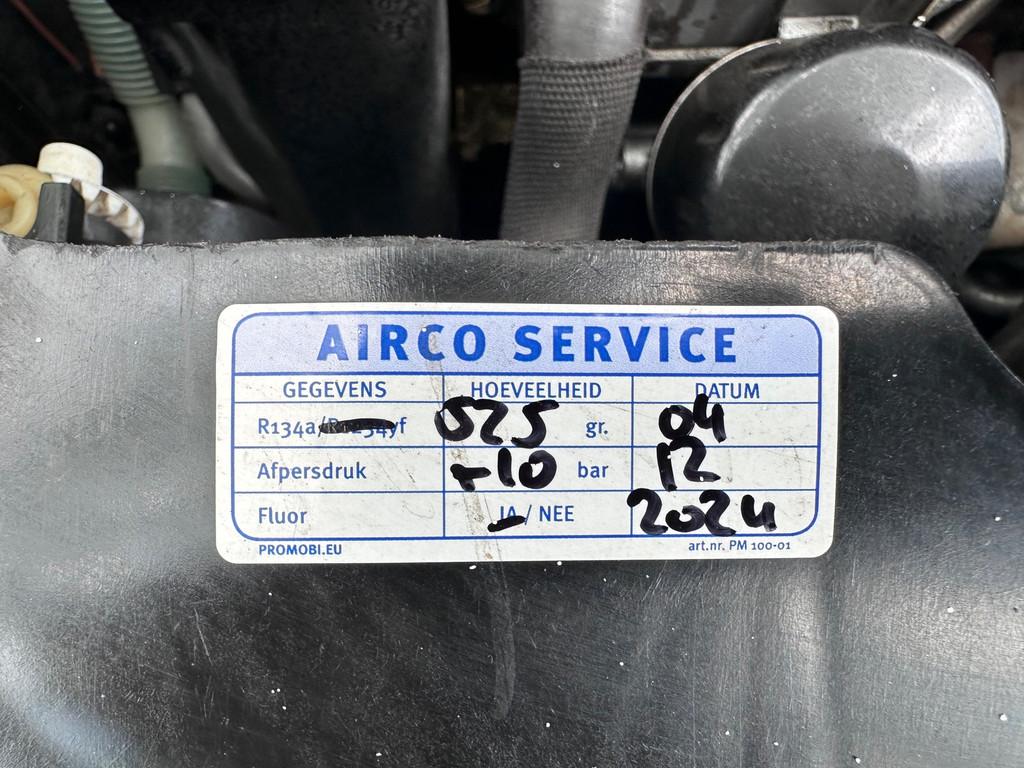 AIRCO SERVICE
GEGEVENS HOEVEELHEID DATUM
R134a/R1234yf 525 gr. 04
Afpersdruk -10 bar 12
Fluor JA / NEE 2024
PROMOBI.EU art.nr. PM 100-01